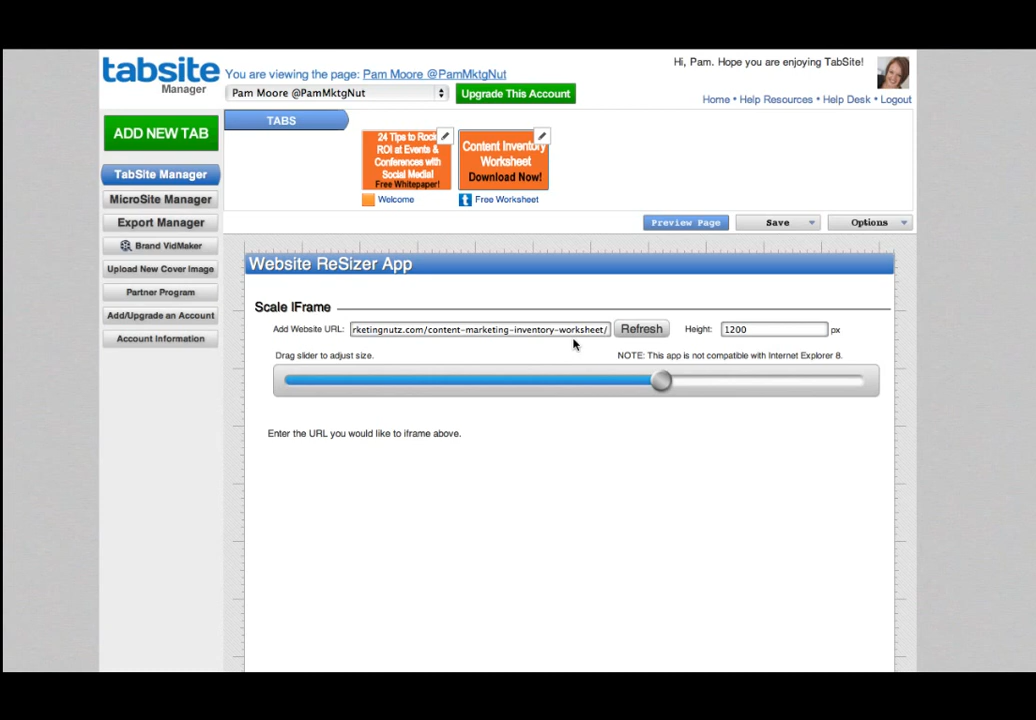 tabsite
Manager
You are viewing the page: Pam Moore @PamMktgNut
Pam Moore @PamMktgNut
Upgrade This Account
Hi, Pam. Hope you are enjoying TabSite!
Home • Help Resources • Help Desk • Logout
ADD NEW TAB
TABS
24 Tips to Rock
ROI at Events &
Conferences with
Social Media!
Free Whitepaper!
Welcome
Content Inventory
Worksheet
Download Now!
Free Worksheet
TabSite Manager
MicroSite Manager
Export Manager
Brand VidMaker
Upload New Cover Image
Partner Program
Add/Upgrade an Account
Account Information
Preview Page
Save
Options
Website ReSizer App
Scale IFrame
Add Website URL: rketingnutz.com/content-marketing-inventory-worksheet/ Refresh Height: 1200 px
Drag slider to adjust size. NOTE: This app is not compatible with Internet Explorer 8.
Enter the URL you would like to iframe above.